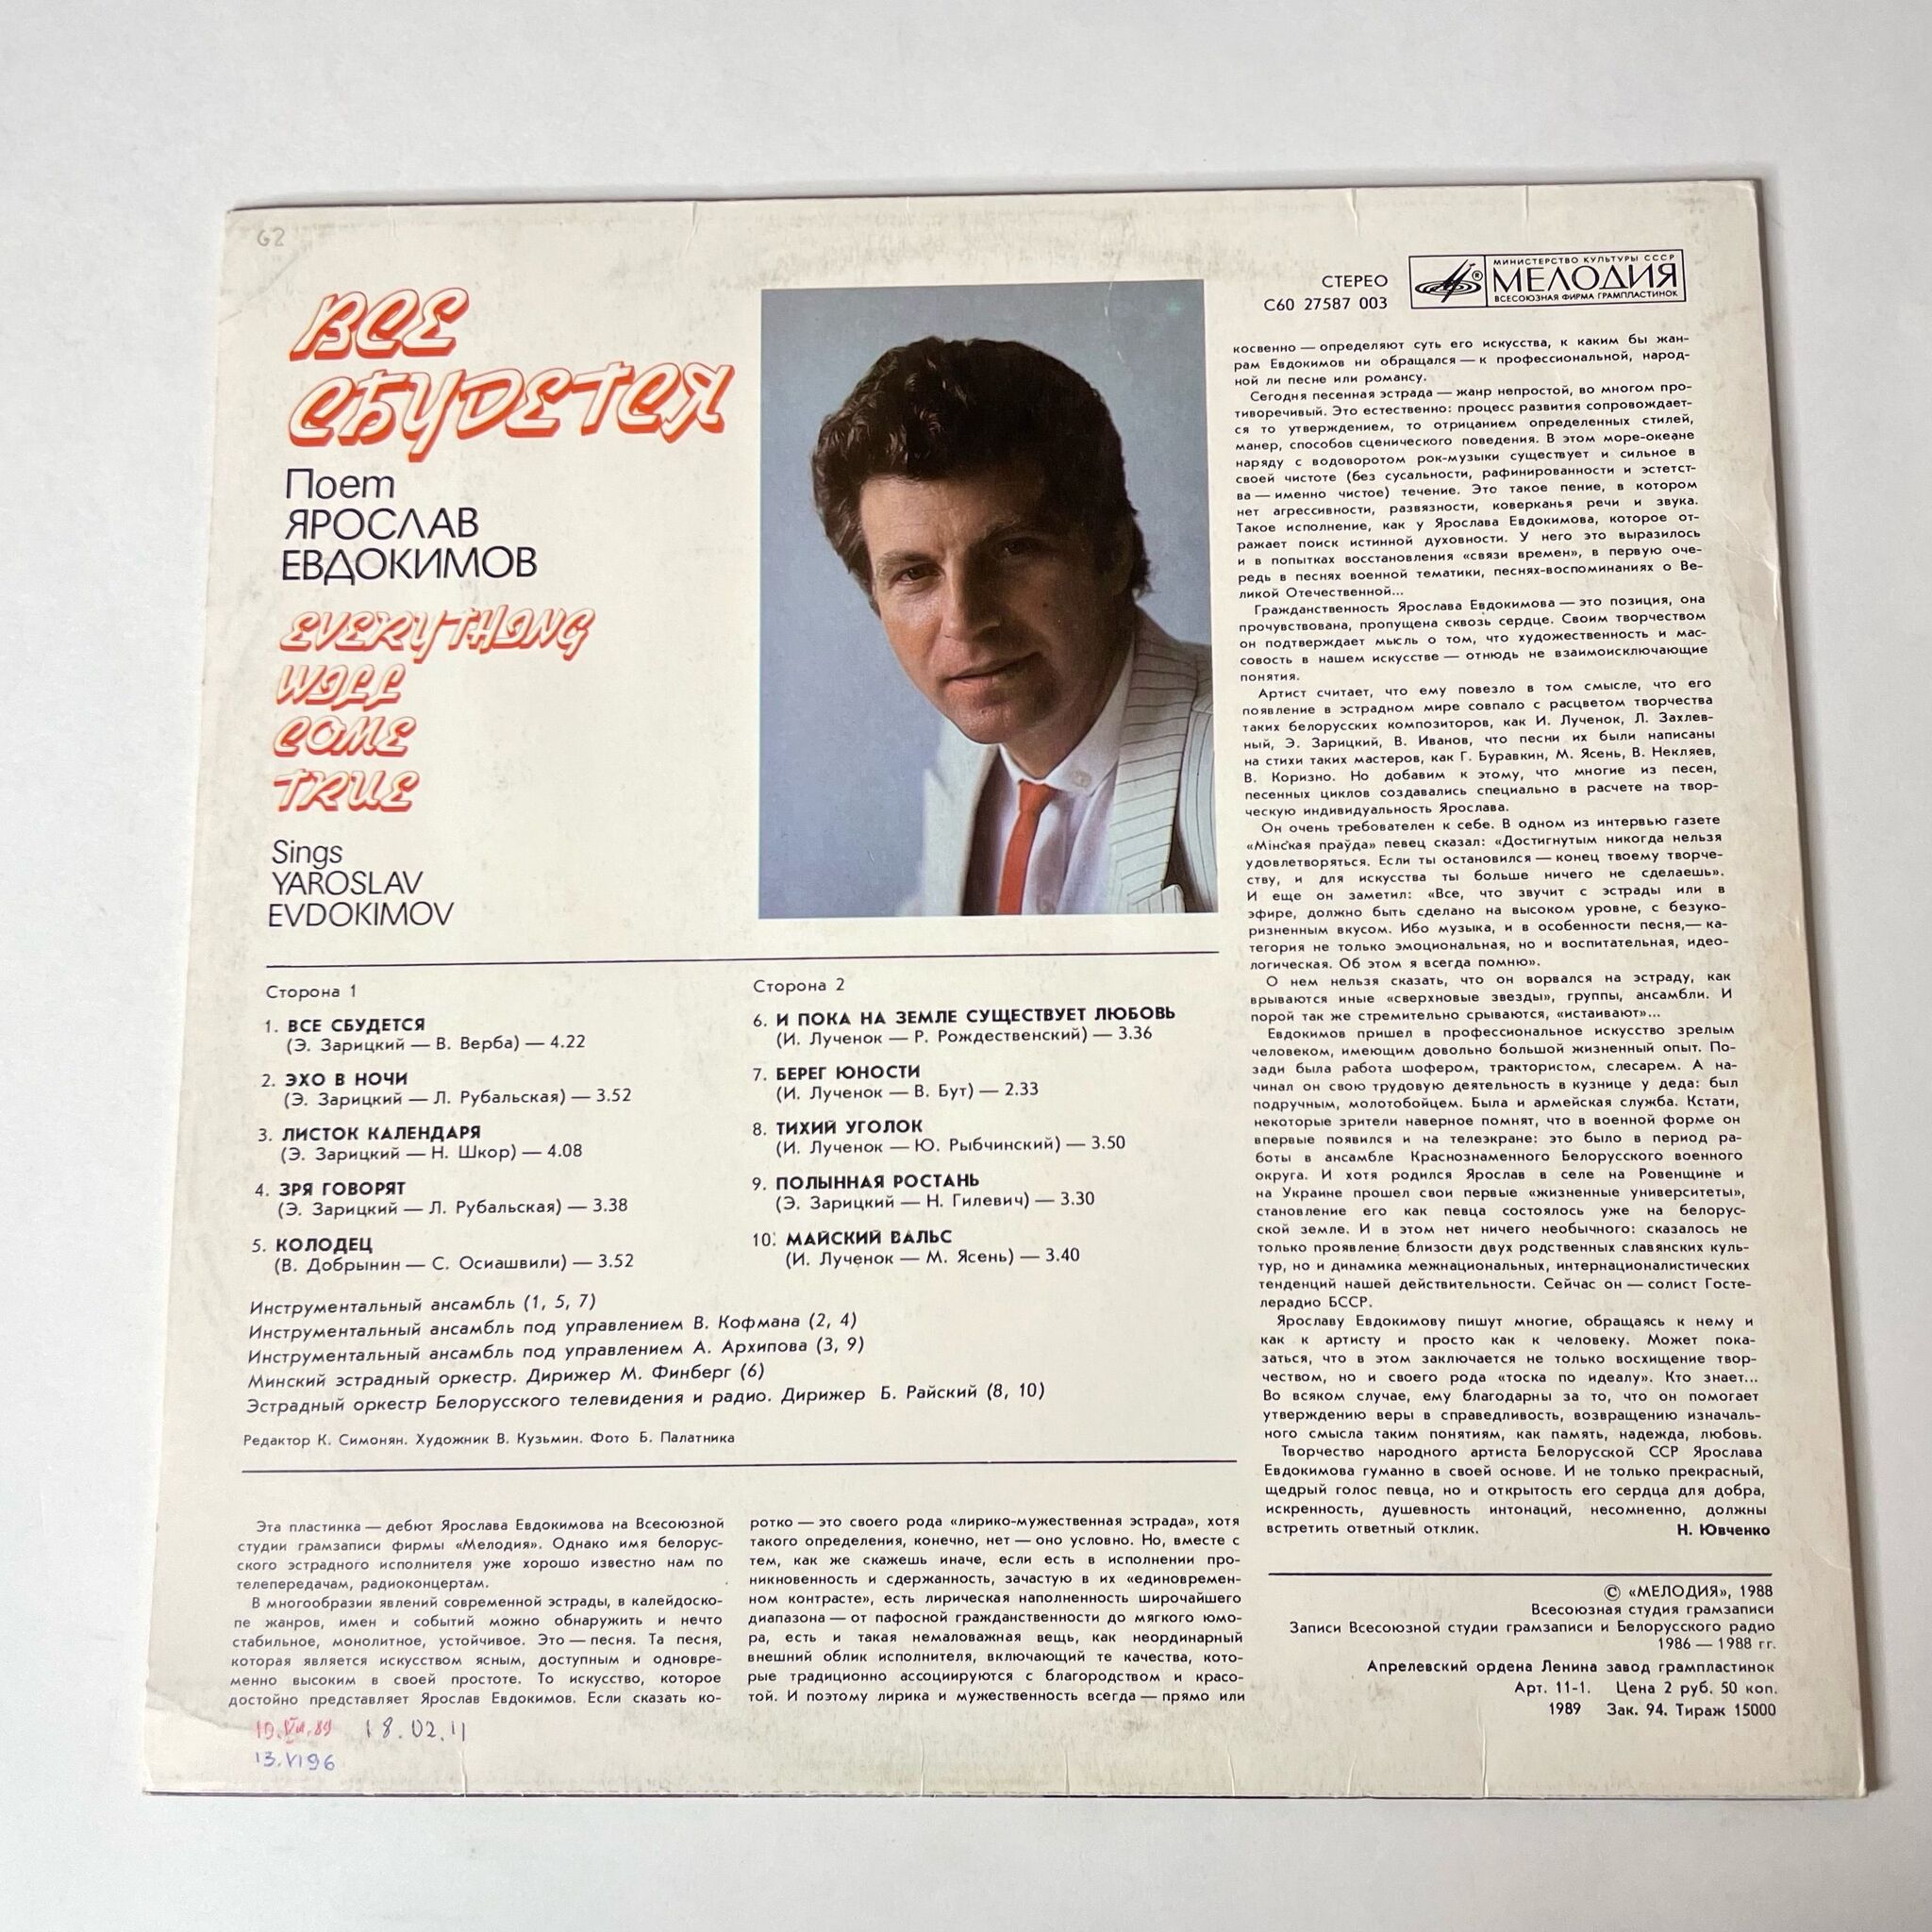 G2
ВСЕ
СБУДЕТСЯ
Поет
ЯРОСЛАВ
ЕВДОКИМОВ
EVERYTHING
WILL
COME
TRUE
Sings
YAROSLAV
EVDOKIMOV
СТЕРЕО
С60 27587 003
МИНИСТЕРСТВО КУЛЬТУРЫ СССР
МЕЛОДИЯ
ВСЕСОЮЗНАЯ ФИРМА ГРАМПЛАСТИНОК
Сторона 1
1. ВСЕ СБУДЕТСЯ
(Э. Зарицкий — В. Верба) — 4.22
2. ЭХО В НОЧИ
(Э. Зарицкий — Л. Рубальская) — 3.52
3. ЛИСТОК КАЛЕНДАРЯ
(Э. Зарицкий — Н. Шкор) — 4.08
4. ЗРЯ ГОВОРЯТ
(Э. Зарицкий — Л. Рубальская) — 3.38
5. КОЛОДЕЦ
(В. Добрынин — С. Осиашвили) — 3.52
Сторона 2
6. И ПОКА НА ЗЕМЛЕ СУЩЕСТВУЕТ ЛЮБОВЬ
(И. Лученок — Р. Рождественский) — 3.36
7. БЕРЕГ ЮНОСТИ
(И. Лученок — В. Бут) — 2.33
8. ТИХИЙ УГОЛОК
(И. Лученок — Ю. Рыбчинский) — 3.50
9. ПОЛЫННАЯ РОСТАНЬ
(Э. Зарицкий — Н. Гилевич) — 3.30
10. МАЙСКИЙ ВАЛЬС
(И. Лученок — М. Ясень) — 3.40
Инструментальный ансамбль (1, 5, 7)
Инструментальный ансамбль под управлением В. Кофмана (2, 4)
Инструментальный ансамбль под управлением А. Архипова (3, 9)
Минский эстрадный оркестр. Дирижер М. Финберг (6)
Эстрадный оркестр Белорусского телевидения и радио. Дирижер Б. Райский (8, 10)
Редактор К. Симонян. Художник В. Кузьмин. Фото Б. Палатника
Эта пластинка — дебют Ярослава Евдокимова на Всесоюзной
студии грамзаписи фирмы «Мелодия». Однако имя белорус-
ского эстрадного исполнителя уже хорошо известно нам по
телепередачам, радиоконцертам.
В многообразии явлений современной эстрады, в калейдоско-
пе жанров, имен и событий можно обнаружить и нечто
стабильное, монолитное, устойчивое. Это — песня. Та песня,
которая является искусством ясным, доступным и одновре-
менно высоким в своей простоте. То искусство, которое
достойно представляет Ярослав Евдокимов. Если сказать ко-
ротко — это своего рода «лирико-мужественная эстрада», хотя
такого определения, конечно, нет — оно условно. Но, вместе с
тем, как же скажешь иначе, если есть в исполнении про-
никновенность и сдержанность, зачастую в их «единовремен-
ном контрасте», есть лирическая наполненность широчайшего
диапазона — от пафосной гражданственности до мягкого юмо-
ра, есть и такая немаловажная вещь, как неординарный
внешний облик исполнителя, включающий те качества, кото-
рые традиционно ассоциируются с благородством и красо-
той. И поэтому лирика и мужественность всегда — прямо или
косвенно — определяют суть его искусства, к каким бы жан-
рам Евдокимов ни обращался — к профессиональной, народ-
ной ли песне или романсу.
Сегодня песенная эстрада — жанр непростой, во многом про-
тиворечивый. Это естественно: процесс развития сопровождает-
ся то утверждением, то отрицанием определенных стилей,
манер, способов сценического поведения. В этом море-океане
наряду с водоворотом рок-музыки существует и сильное в
своей чистоте (без сусальности, рафинированности и эстетст-
ва — именно чистое) течение. Это такое пение, в котором
нет агрессивности, развязности, коверканья речи и звука.
Такое исполнение, как у Ярослава Евдокимова, которое от-
ражает поиск истинной духовности. У него это выразилось
и в попытках восстановления «связи времен», в первую оче-
редь в песнях военной тематики, песнях-воспоминаниях о Ве-
ликой Отечественной...
Гражданственность Ярослава Евдокимова — это позиция, она
прочувствована, пропущена сквозь сердце. Своим творчеством
он подтверждает мысль о том, что художественность и мас-
совость в нашем искусстве — отнюдь не взаимоисключающие
понятия.
Артист считает, что ему повезло в том смысле, что его
появление в эстрадном мире совпало с расцветом творчества
таких белорусских композиторов, как И. Лученок, Л. Захлев-
ный, Э. Зарицкий, В. Иванов, что песни их были написаны
на стихи таких мастеров, как Г. Буравкин, М. Ясень, В. Некляев,
В. Коризно. Но добавим к этому, что многие из песен,
песенных циклов создавались специально в расчете на твор-
ческую индивидуальность Ярослава.
Он очень требователен к себе. В одном из интервью газете
«Мінская праўда» певец сказал: «Достигнутым никогда нельзя
удовлетворяться. Если ты остановился — конец твоему творче-
ству, и для искусства ты больше ничего не сделаешь».
И еще он заметил: «Все, что звучит с эстрады или в
эфире, должно быть сделано на высоком уровне, с безуко-
ризненным вкусом. Ибо музыка, и в особенности песня,— ка-
тегория не только эмоциональная, но и воспитательная, идео-
логическая. Об этом я всегда помню».
О нем нельзя сказать, что он ворвался на эстраду, как
врываются иные «сверхновые звезды», группы, ансамбли. И
порой так же стремительно срываются, «истаивают»...
Евдокимов пришел в профессиональное искусство зрелым
человеком, имеющим довольно большой жизненный опыт. По-
зади была работа шофером, трактористом, слесарем. А на-
чинал он свою трудовую деятельность в кузнице у деда: был
подручным, молотобойцем. Была и армейская служба. Кстати,
некоторые зрители наверное помнят, что в военной форме он
впервые появился и на телеэкране: это было в период ра-
боты в ансамбле Краснознаменного Белорусского военного
округа. И хотя родился Ярослав в селе на Ровенщине и
на Украине прошел свои первые «жизненные университеты»,
становление его как певца состоялось уже на белорус-
ской земле. И в этом нет ничего необычного: сказалось не
только проявление близости двух родственных славянских куль-
тур, но и динамика межнациональных, интернационалистических
тенденций нашей действительности. Сейчас он — солист Госте-
лерадио БССР.
Ярославу Евдокимову пишут многие, обращаясь к нему и
как к артисту и просто как к человеку. Может пока-
заться, что в этом заключается не только восхищение твор-
чеством, но и своего рода «тоска по идеалу». Кто знает...
Во всяком случае, ему благодарны за то, что он помогает
утверждению веры в справедливость, возвращению изначаль-
ного смысла таким понятиям, как память, надежда, любовь.
Творчество народного артиста Белорусской ССР Ярослава
Евдокимова гуманно в своей основе. И не только прекрасный,
щедрый голос певца, но и открытость его сердца для добра,
искренность, душевность интонаций, несомненно, должны
встретить ответный отклик. Н. Ювченко
© «МЕЛОДИЯ», 1988
Всесоюзная студия грамзаписи
Записи Всесоюзной студии грамзаписи и Белорусского радио
1986 — 1988 гг.
Апрелевский ордена Ленина завод грампластинок
Арт. 11-1. Цена 2 руб. 50 коп.
1989 Зак. 94. Тираж 15000
18.02.11
13.VI96